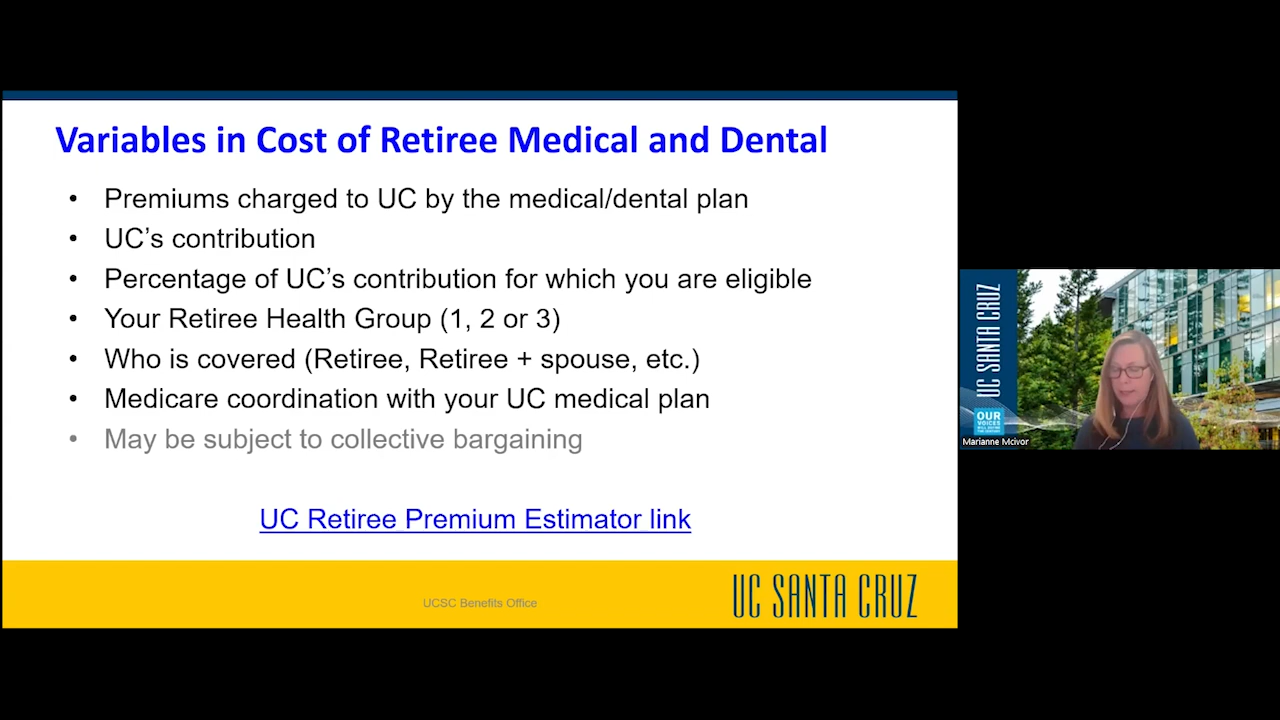 Variables in Cost of Retiree Medical and Dental
• Premiums charged to UC by the medical/dental plan
• UC’s contribution
• Percentage of UC’s contribution for which you are eligible
• Your Retiree Health Group (1, 2 or 3)
• Who is covered (Retiree, Retiree + spouse, etc.)
• Medicare coordination with your UC medical plan
• May be subject to collective bargaining
UC Retiree Premium Estimator link
UCSC Benefits Office
UC SANTA CRUZ
UC SANTA CRUZ
OUR
VOICES
Marianne Mcivor